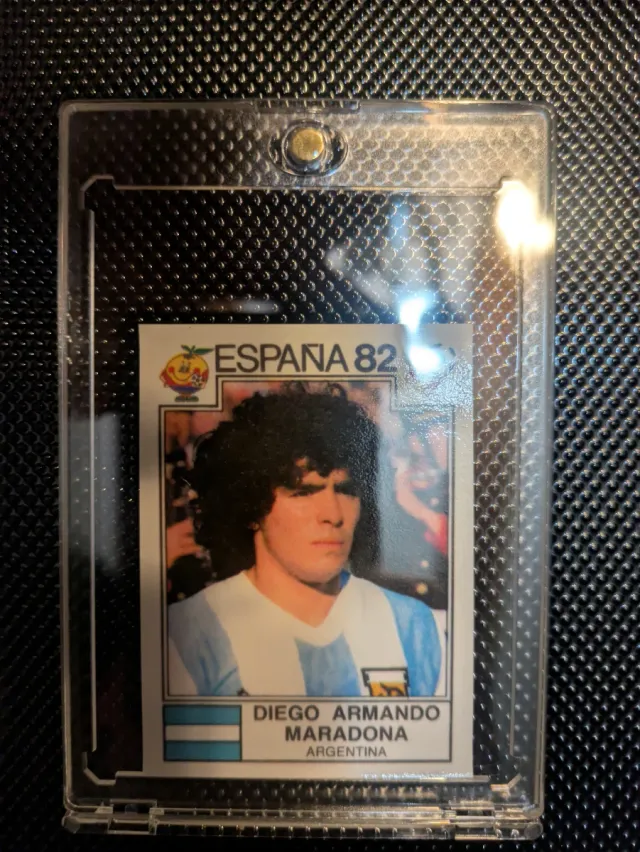 ESPAÑA 82
DIEGO ARMANDO
MARADONA
ARGENTINA